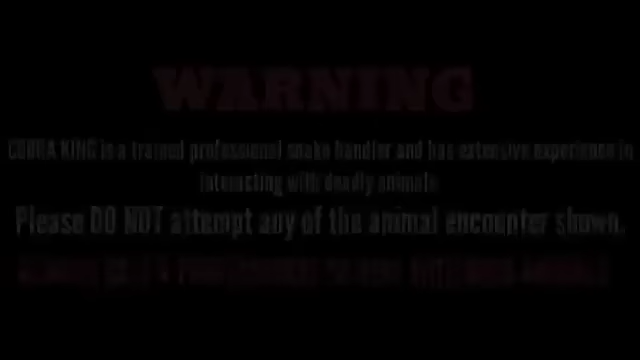 WARNING
COBRA KING is a trained professional snake handler and has extensive experience in
interacting with deadly animals
Please DO NOT attempt any of the animal encounter shown.